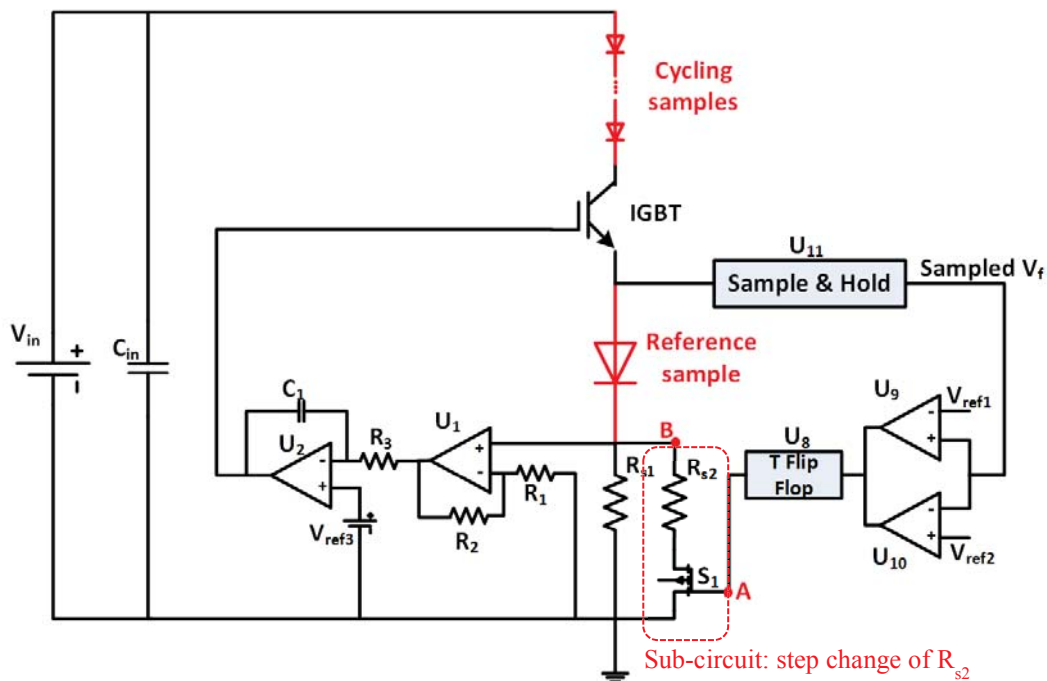 Cycling
samples
IGBT
U11
Sample & Hold
Sampled Vf
Vin
+
-
Cin
Reference
sample
C1
U2
R3
U1
-
+
+
-
R1
R2
Vref3
+
B
Rs1
Rs2
S1
A
U8
T Flip
Flop
U9
-
+
Vref1
-
+
Vref2
U10
Sub-circuit: step change of Rs2